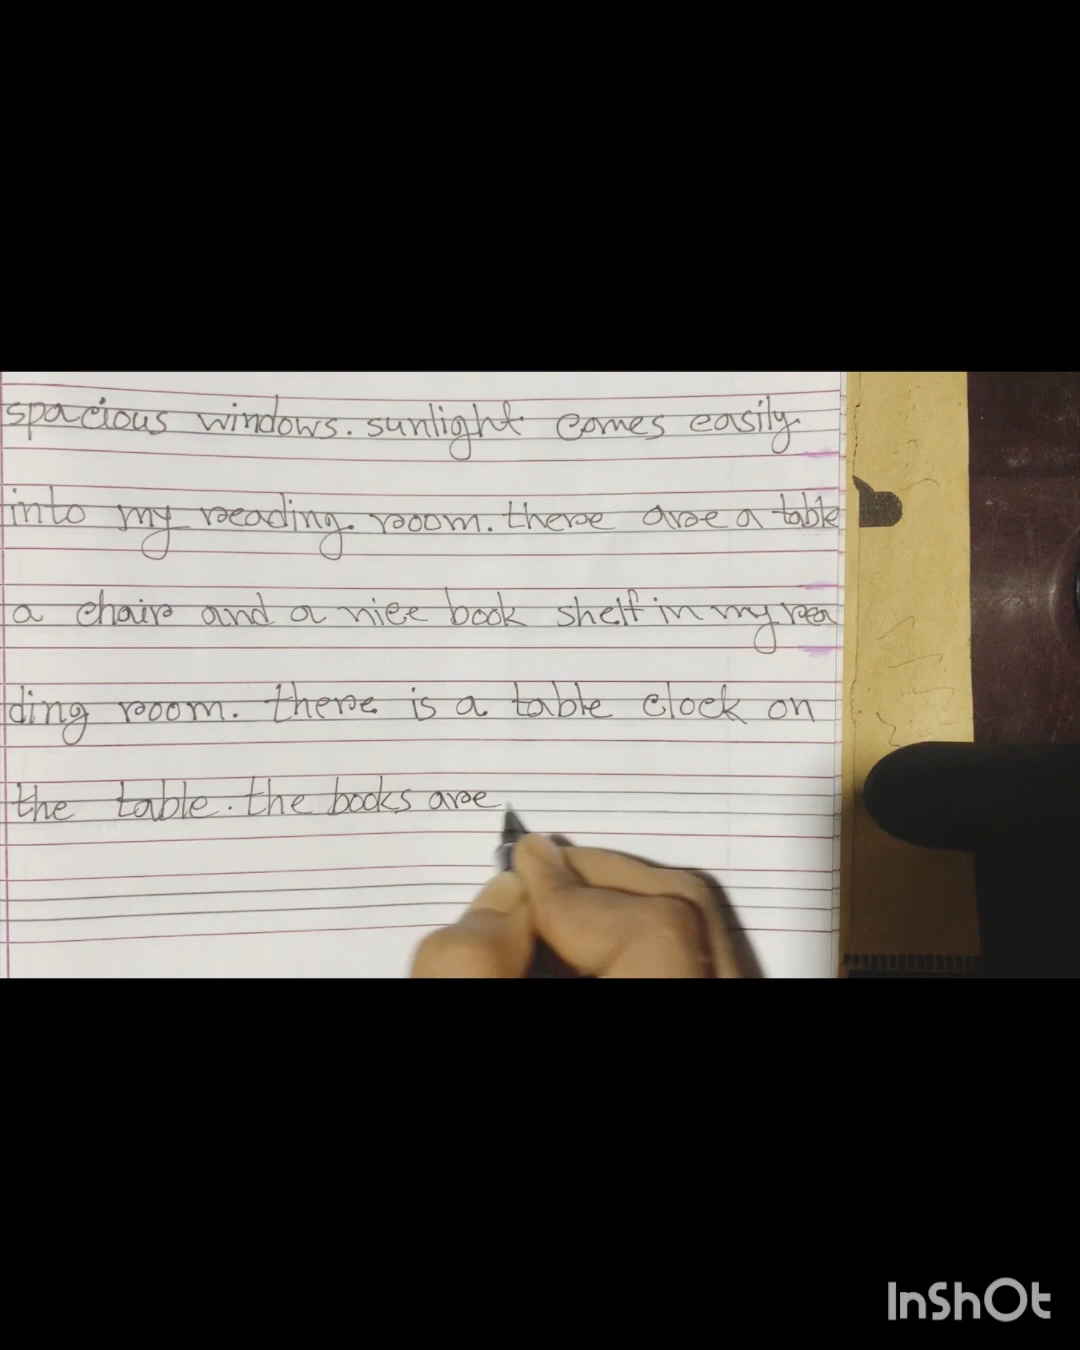 spacious windows. sunlight comes easily
into my reading. room. there are a table
a chair and a nice book shelf in my rea
ding room. there is a table clock on
the table. the books are
InShOt